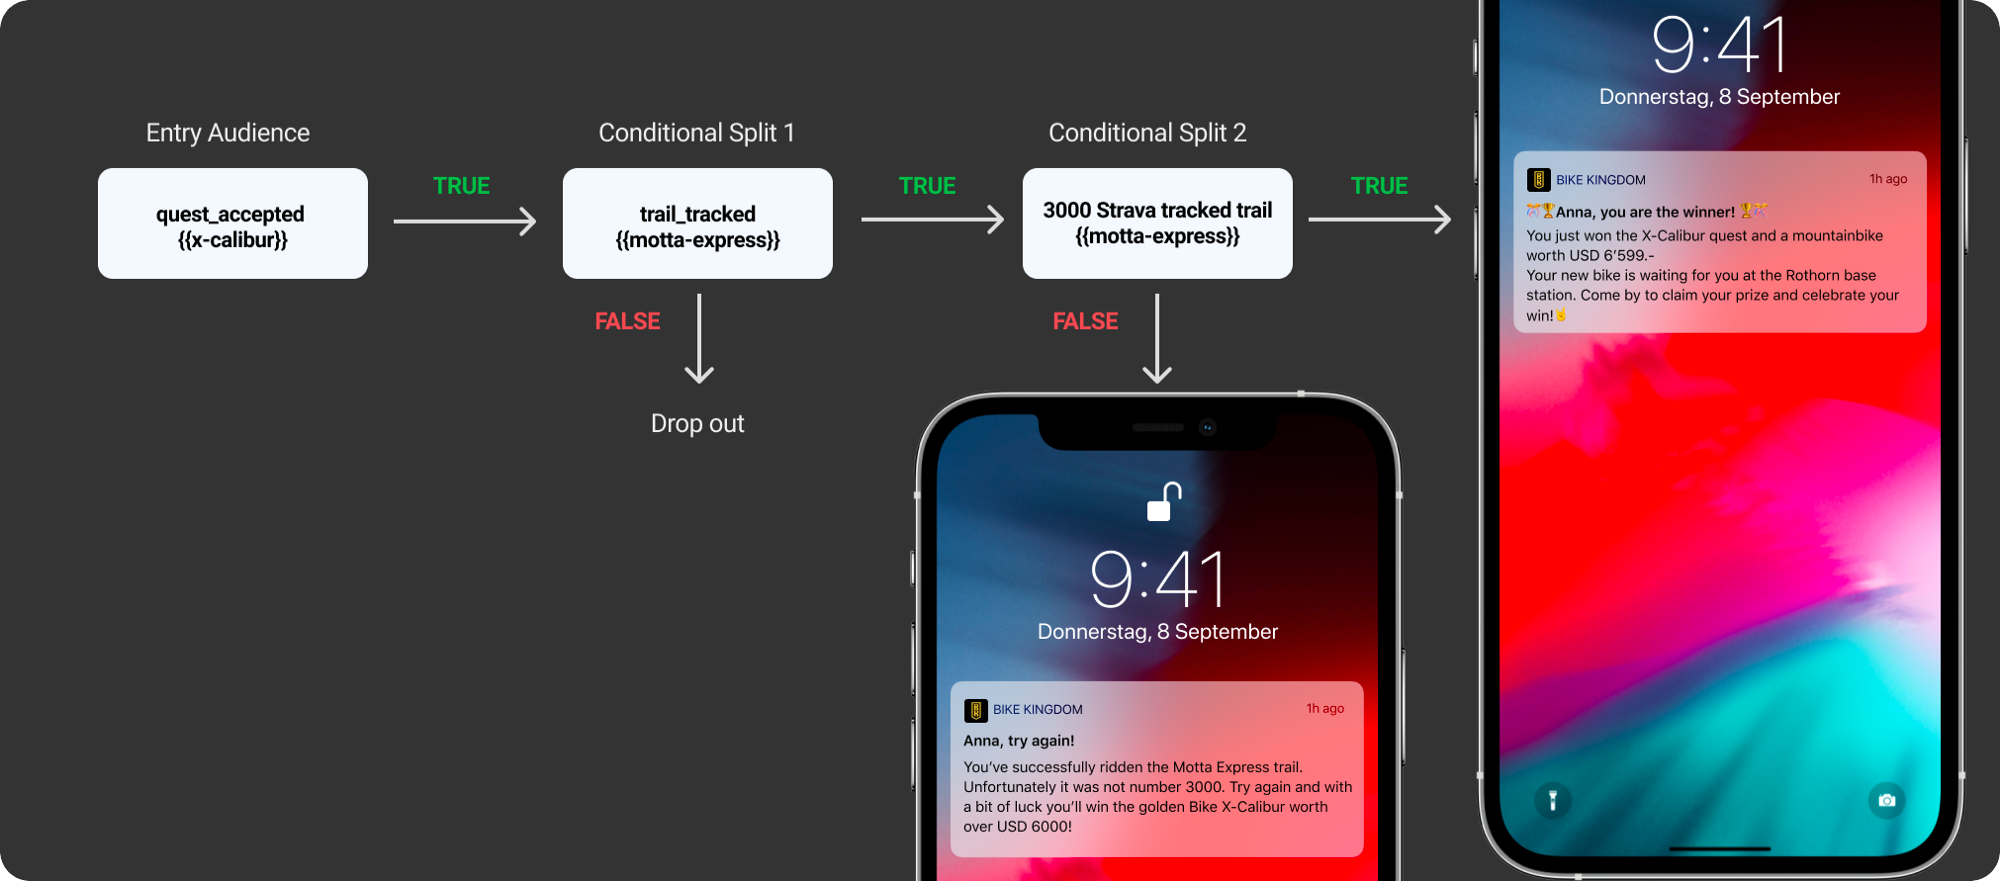 Entry Audience
quest_accepted
{{x-calibur}}
TRUE
Conditional Split 1
trail_tracked
{{motta-express}}
FALSE
Drop out
TRUE
Conditional Split 2
3000 Strava tracked trail
{{motta-express}}
FALSE
TRUE
9:41
Donnerstag, 8 September
BIKE KINGDOM
1h ago
Anna, try again!
You’ve successfully ridden the Motta Express trail.
Unfortunately it was not number 3000. Try again and with
a bit of luck you’ll win the golden Bike X-Calibur worth
over USD 6000!
9:41
Donnerstag, 8 September
BIKE KINGDOM
1h ago
🎊🏆Anna, you are the winner! 🏆🎊
You just won the X-Calibur quest and a mountainbike
worth USD 6’599.-
Your new bike is waiting for you at the Rothorn base
station. Come by to claim your prize and celebrate your
win!🤘